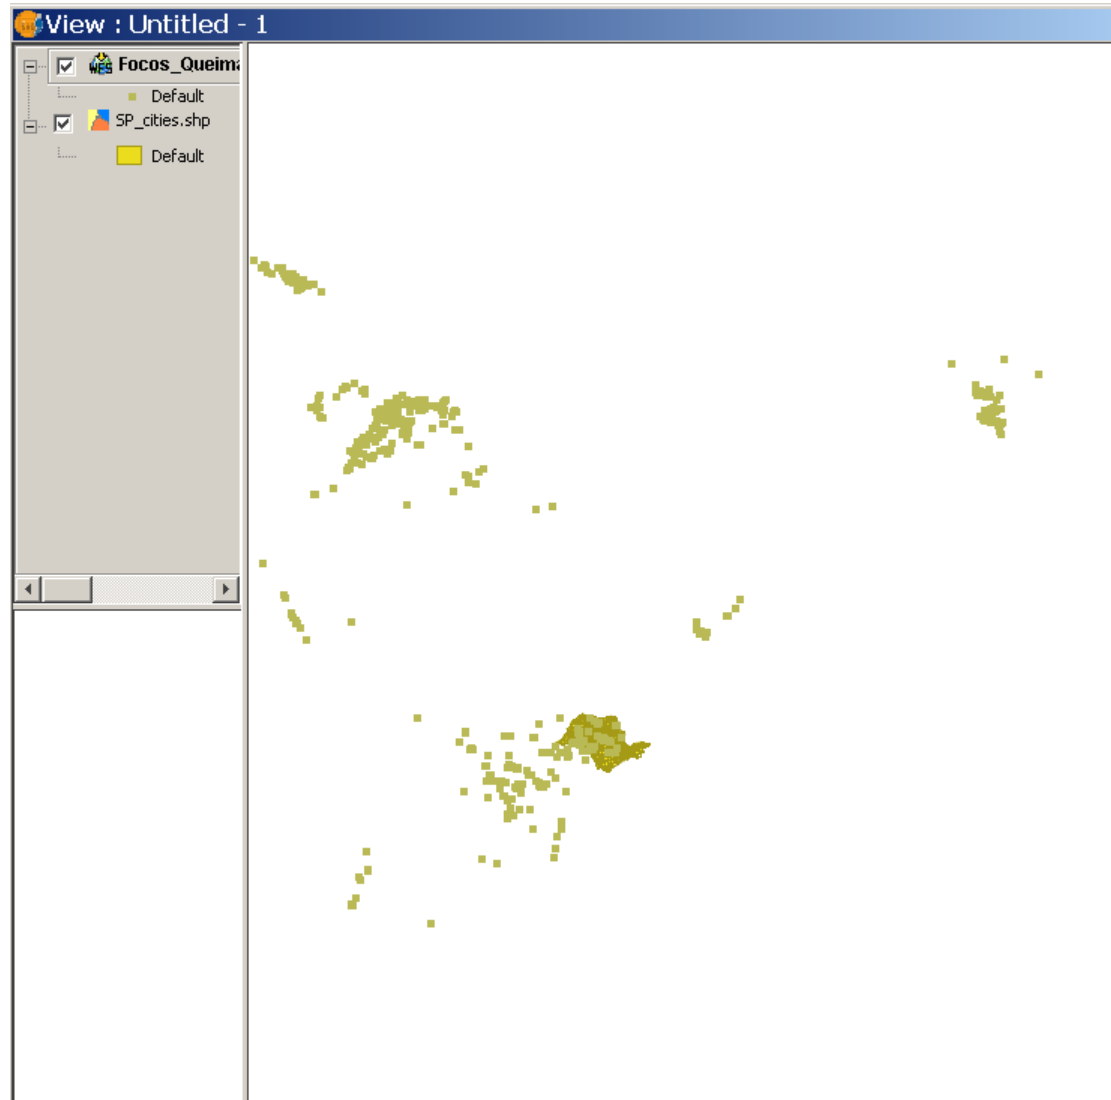 View : Untitled - 1
Focos_Queima
Default
SP_cities.shp
Default